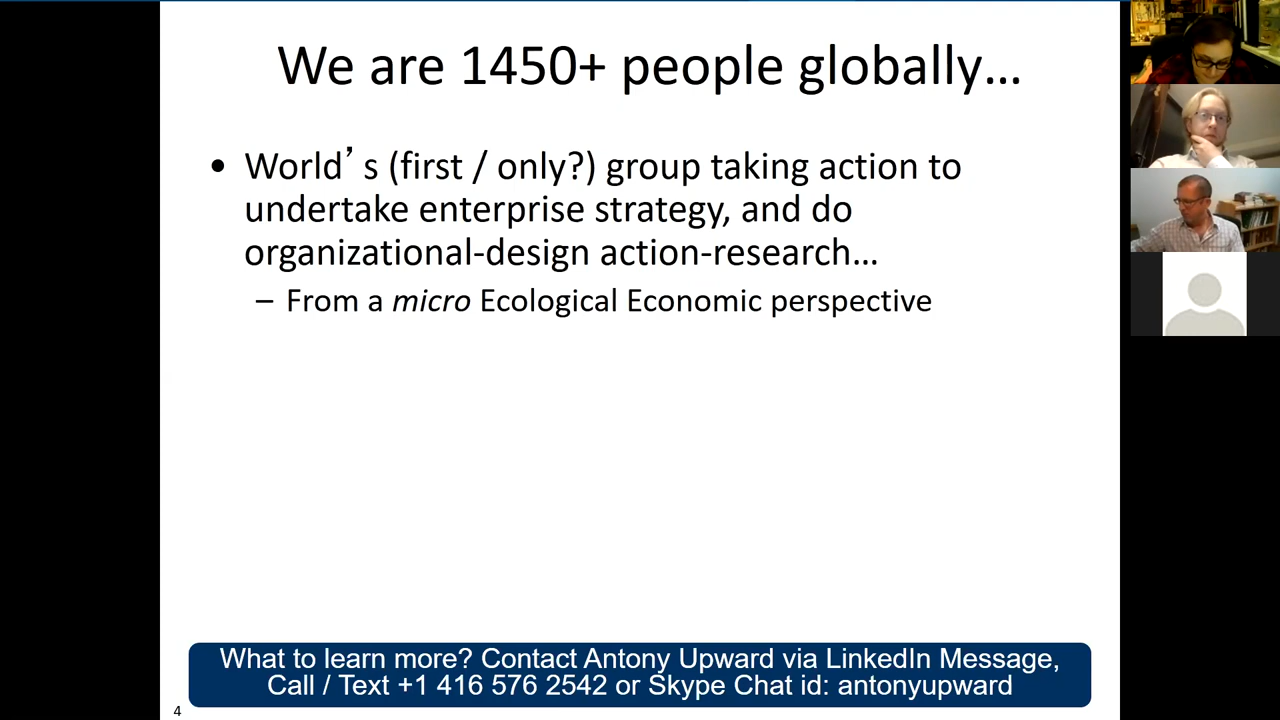 We are 1450+ people globally…
• World’s (first / only?) group taking action to
undertake enterprise strategy, and do
organizational-design action-research…
– From a micro Ecological Economic perspective
What to learn more? Contact Antony Upward via LinkedIn Message,
Call / Text +1 416 576 2542 or Skype Chat id: antonyupward
4